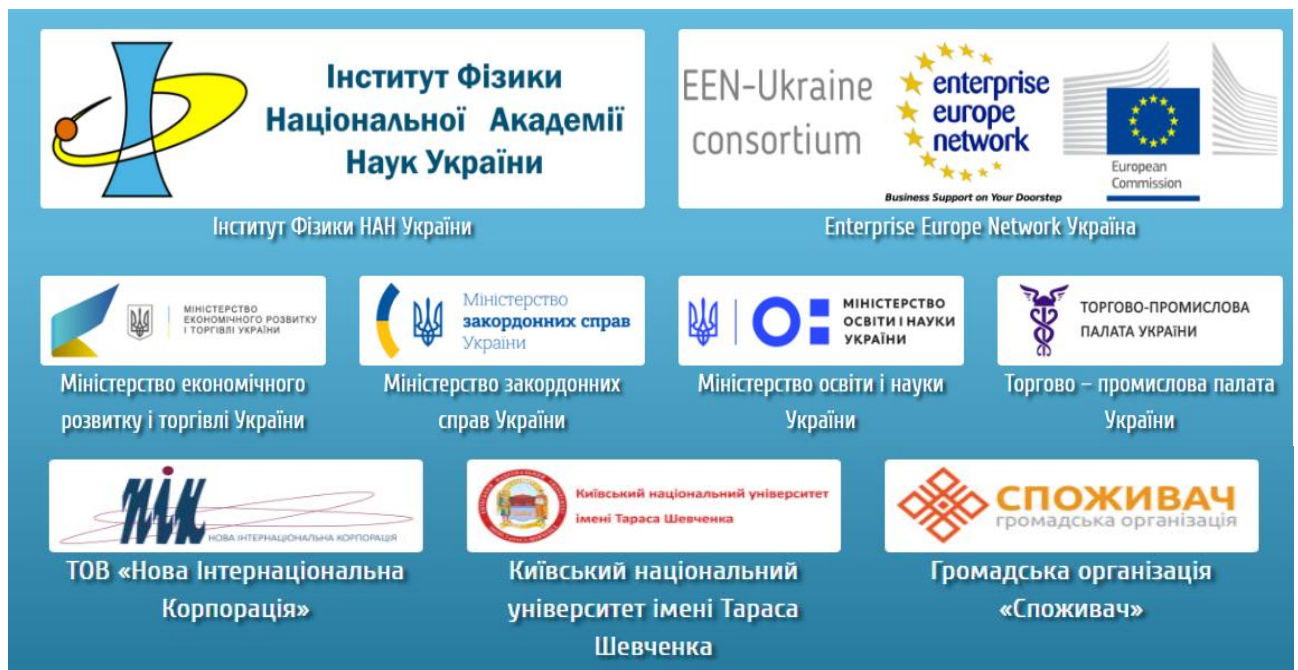 Інститут Фізики
Національної Академії
Наук України
Інститут Фізики НАН України
EEN-Ukraine
consortium
enterprise
europe
network
Business Support on Your Doorstep
European
Commission
Enterprise Europe Network Україна
МІНІСТЕРСТВО
ЕКОНОМІЧНОГО РОЗВИТКУ
І ТОРГІВЛІ УКРАЇНИ
Міністерство економічного
розвитку і торгівлі України
Міністерство
закордонних справ
України
Міністерство закордонних
справ України
МІНІСТЕРСТВО
ОСВІТИ І НАУКИ
УКРАЇНИ
Міністерство освіти і науки
України
ТОРГОВО-ПРОМИСЛОВА
ПАЛАТА УКРАЇНИ
Торгово – промислова палата
України
нік
НОВА ІНТЕРНАЦІОНАЛЬНА КОРПОРАЦІЯ
ТОВ «Нова Інтернаціональна
Корпорація»
Київський національний університет
імені Тараса Шевченка
Київський національний
університет імені Тараса
Шевченка
СПОЖИВАЧ
громадська організація
Громадська організація
«Споживач»